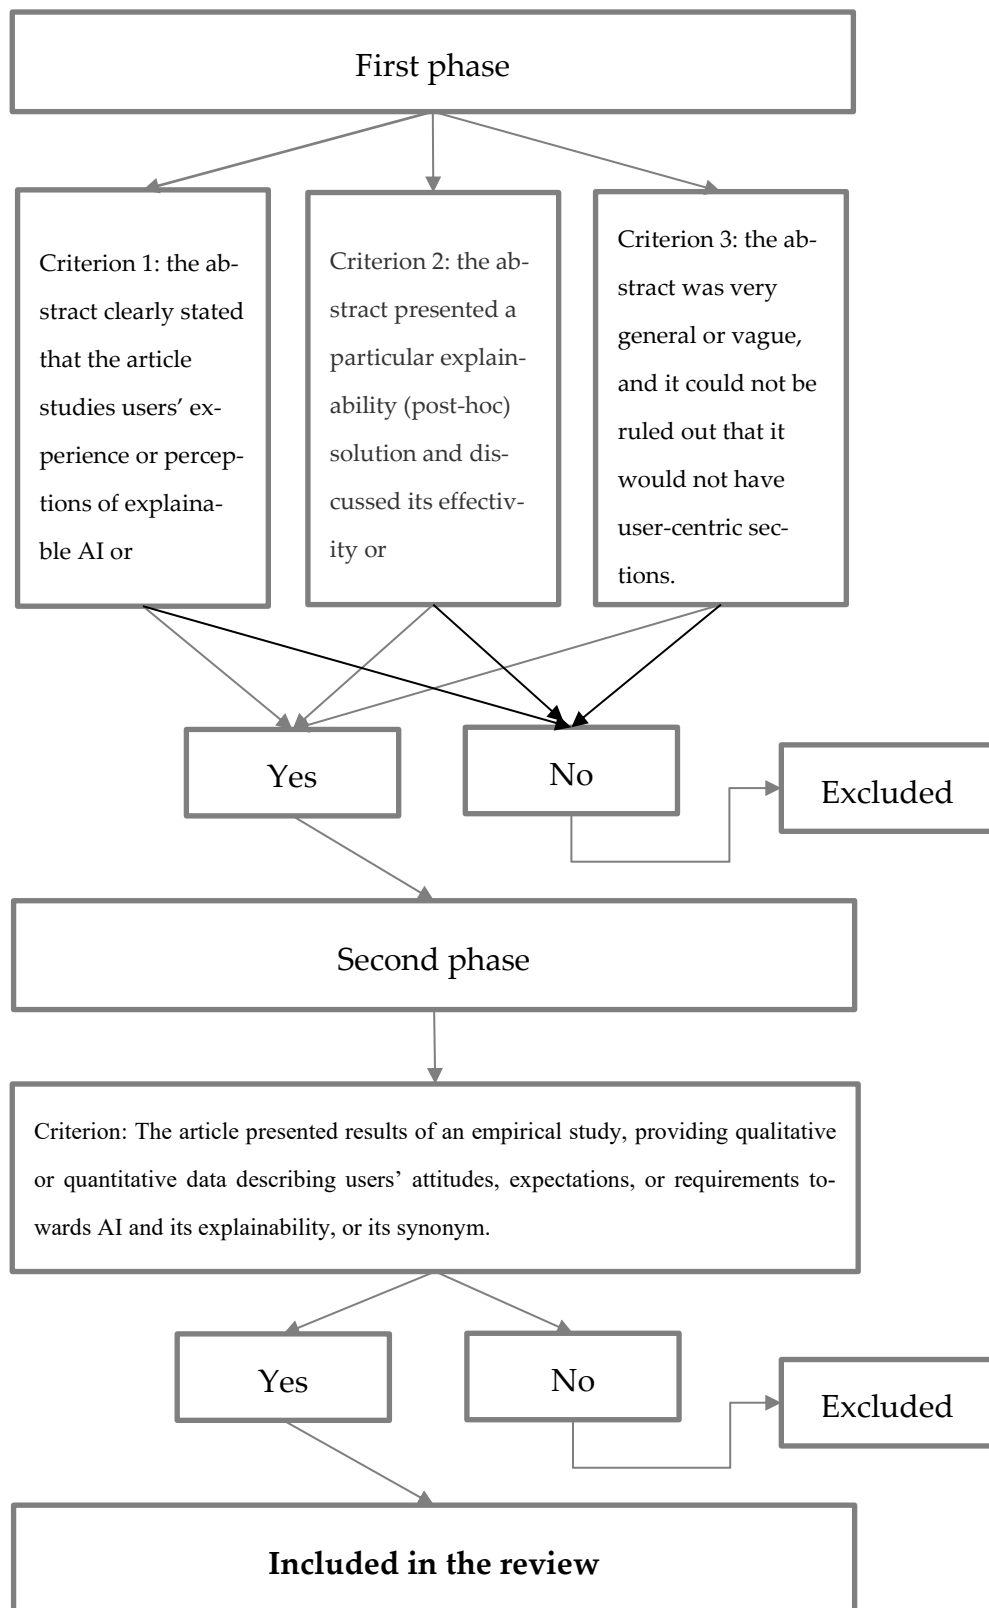 First phase
Criterion 1: the ab-
stract clearly stated
that the article
studies users’ ex-
perience or percep-
tions of explaina-
ble AI or
Criterion 2: the ab-
stract presented a
particular explain-
ability (post-hoc)
solution and dis-
cussed its effectiv-
ity or
Criterion 3: the ab-
stract was very
general or vague,
and it could not be
ruled out that it
would not have
user-centric sec-
tions.
Yes
No
Excluded
Second phase
Criterion: The article presented results of an empirical study, providing qualitative
or quantitative data describing users’ attitudes, expectations, or requirements to-
wards AI and its explainability, or its synonym.
Yes
No
Excluded
Included in the review